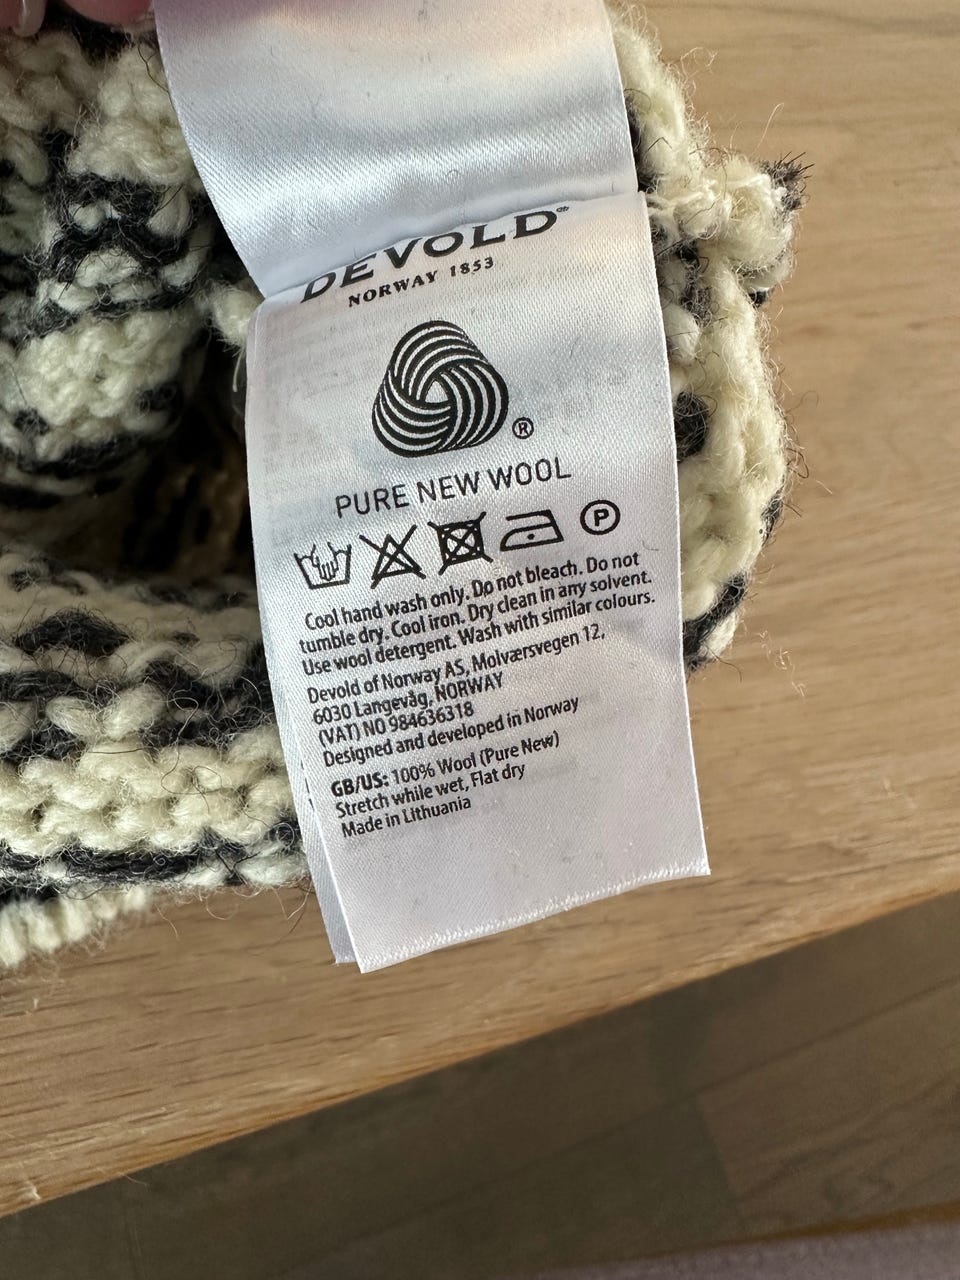 DEVOLD®
NORWAY 1853
®
PURE NEW WOOL
P
Cool hand wash only. Do not bleach. Do not
tumble dry. Cool iron. Dry clean in any solvent.
Use wool detergent. Wash with similar colours.
Devold of Norway AS, Molværsvegen 12,
6030 Langevåg, NORWAY
(VAT) NO 984636318
Designed and developed in Norway
GB/US: 100% Wool (Pure New)
Stretch while wet, Flat dry
Made in Lithuania